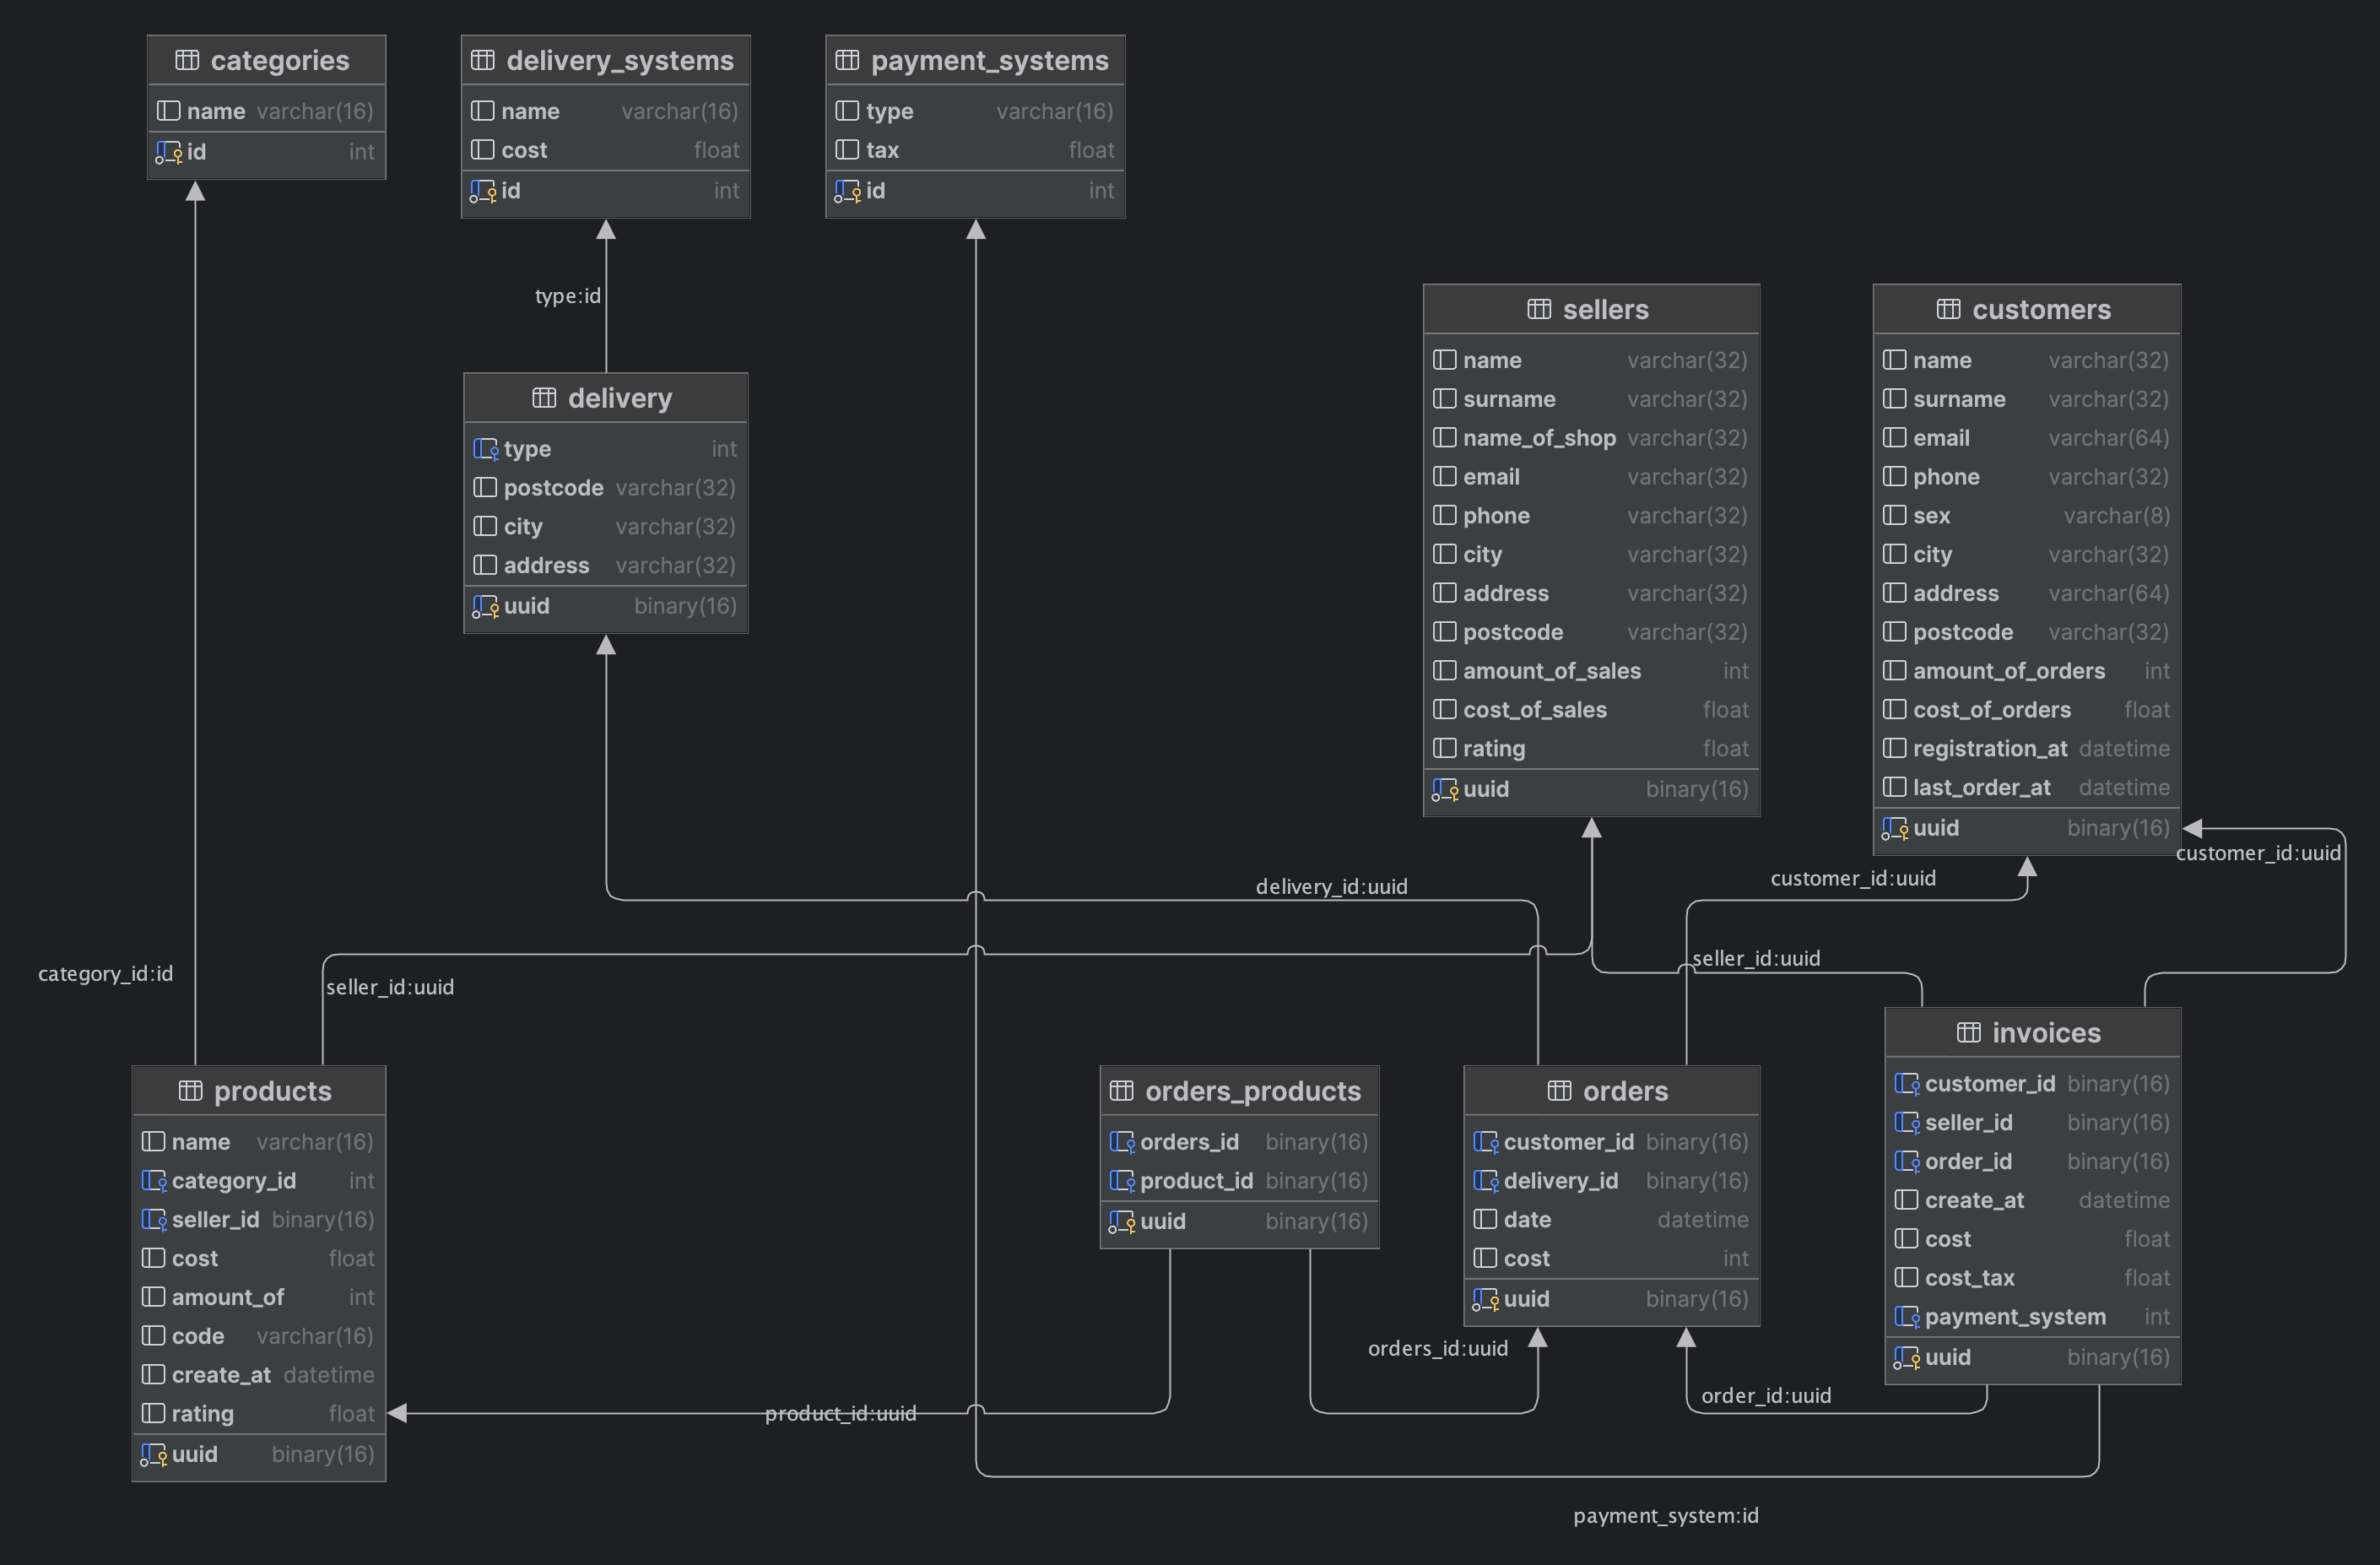 categories
name varchar(16)
id int
delivery_systems
name varchar(16)
cost float
id int
payment_systems
type varchar(16)
tax float
id int
type:id
delivery
type int
postcode varchar(32)
city varchar(32)
address varchar(32)
uuid binary(16)
sellers
name varchar(32)
surname varchar(32)
name_of_shop varchar(32)
email varchar(32)
phone varchar(32)
city varchar(32)
address varchar(32)
postcode varchar(32)
amount_of_sales int
cost_of_sales float
rating float
uuid binary(16)
customers
name varchar(32)
surname varchar(32)
email varchar(64)
phone varchar(32)
sex varchar(8)
city varchar(32)
address varchar(64)
postcode varchar(32)
amount_of_orders int
cost_of_orders float
registration_at datetime
last_order_at datetime
uuid binary(16)
customer_id:uuid
customer_id:uuid
delivery_id:uuid
seller_id:uuid
category_id:id
seller_id:uuid
products
name varchar(16)
category_id int
seller_id binary(16)
cost float
amount_of int
code varchar(16)
create_at datetime
rating float
uuid binary(16)
orders_products
orders_id binary(16)
product_id binary(16)
uuid binary(16)
orders
customer_id binary(16)
delivery_id binary(16)
date datetime
cost int
uuid binary(16)
invoices
customer_id binary(16)
seller_id binary(16)
order_id binary(16)
create_at datetime
cost float
cost_tax float
payment_system int
uuid binary(16)
orders_id:uuid
order_id:uuid
product_id:uuid
payment_system:id